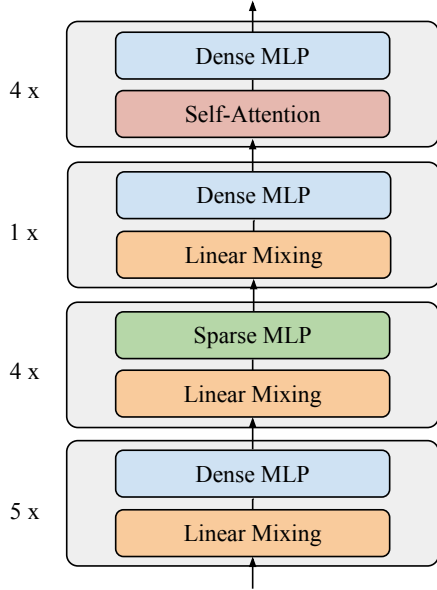 Dense MLP
4 x
Self-Attention
Dense MLP
1 x
Linear Mixing
Sparse MLP
4 x
Linear Mixing
Dense MLP
5 x
Linear Mixing